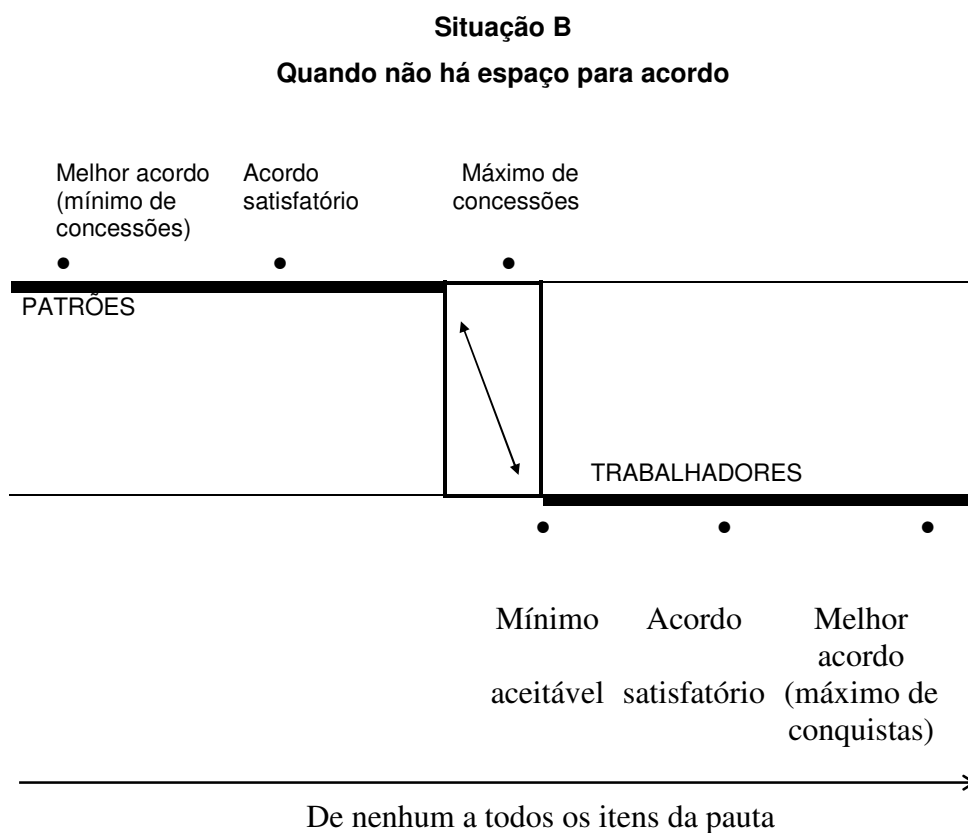 Situação B
Quando não há espaço para acordo
Melhor acordo
(mínimo de
concessões)
Acordo
satisfatório
Máximo de
concessões
PATRÕES
TRABALHADORES
Mínimo
aceitável
Acordo
satisfatório
Melhor
acordo
(máximo de
conquistas)
De nenhum a todos os itens da pauta